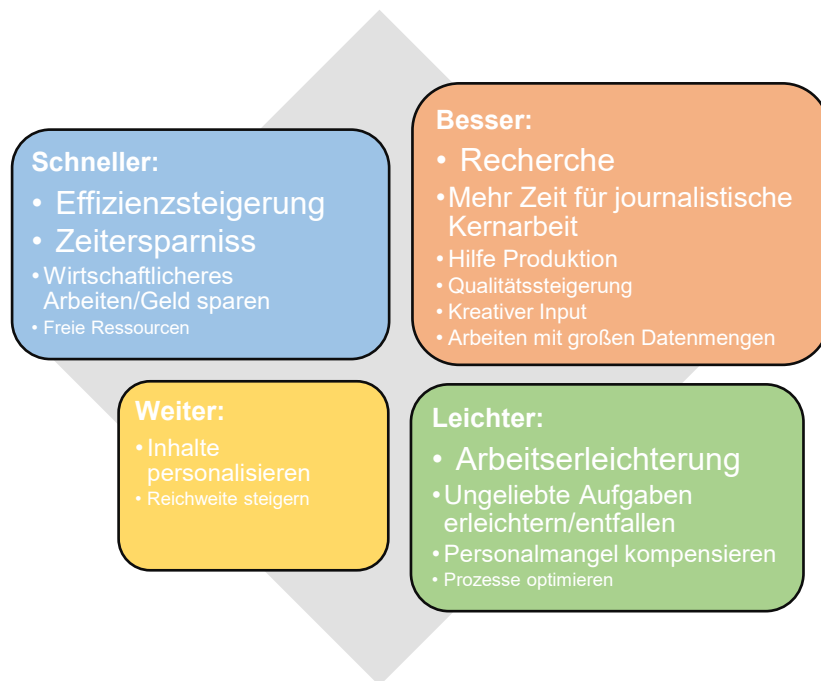 Schneller:
• Effizienzsteigerung
• Zeitersparniss
• Wirtschaftlicheres
Arbeiten/Geld sparen
• Freie Ressourcen
Besser:
• Recherche
• Mehr Zeit für journalistische
Kernarbeit
• Hilfe Produktion
• Qualitätssteigerung
• Kreativer Input
• Arbeiten mit großen Datenmengen
Weiter:
• Inhalte
personalisieren
• Reichweite steigern
Leichter:
• Arbeitserleichterung
• Ungeliebte Aufgaben
erleichtern/entfallen
• Personalmangel kompensieren
• Prozesse optimieren